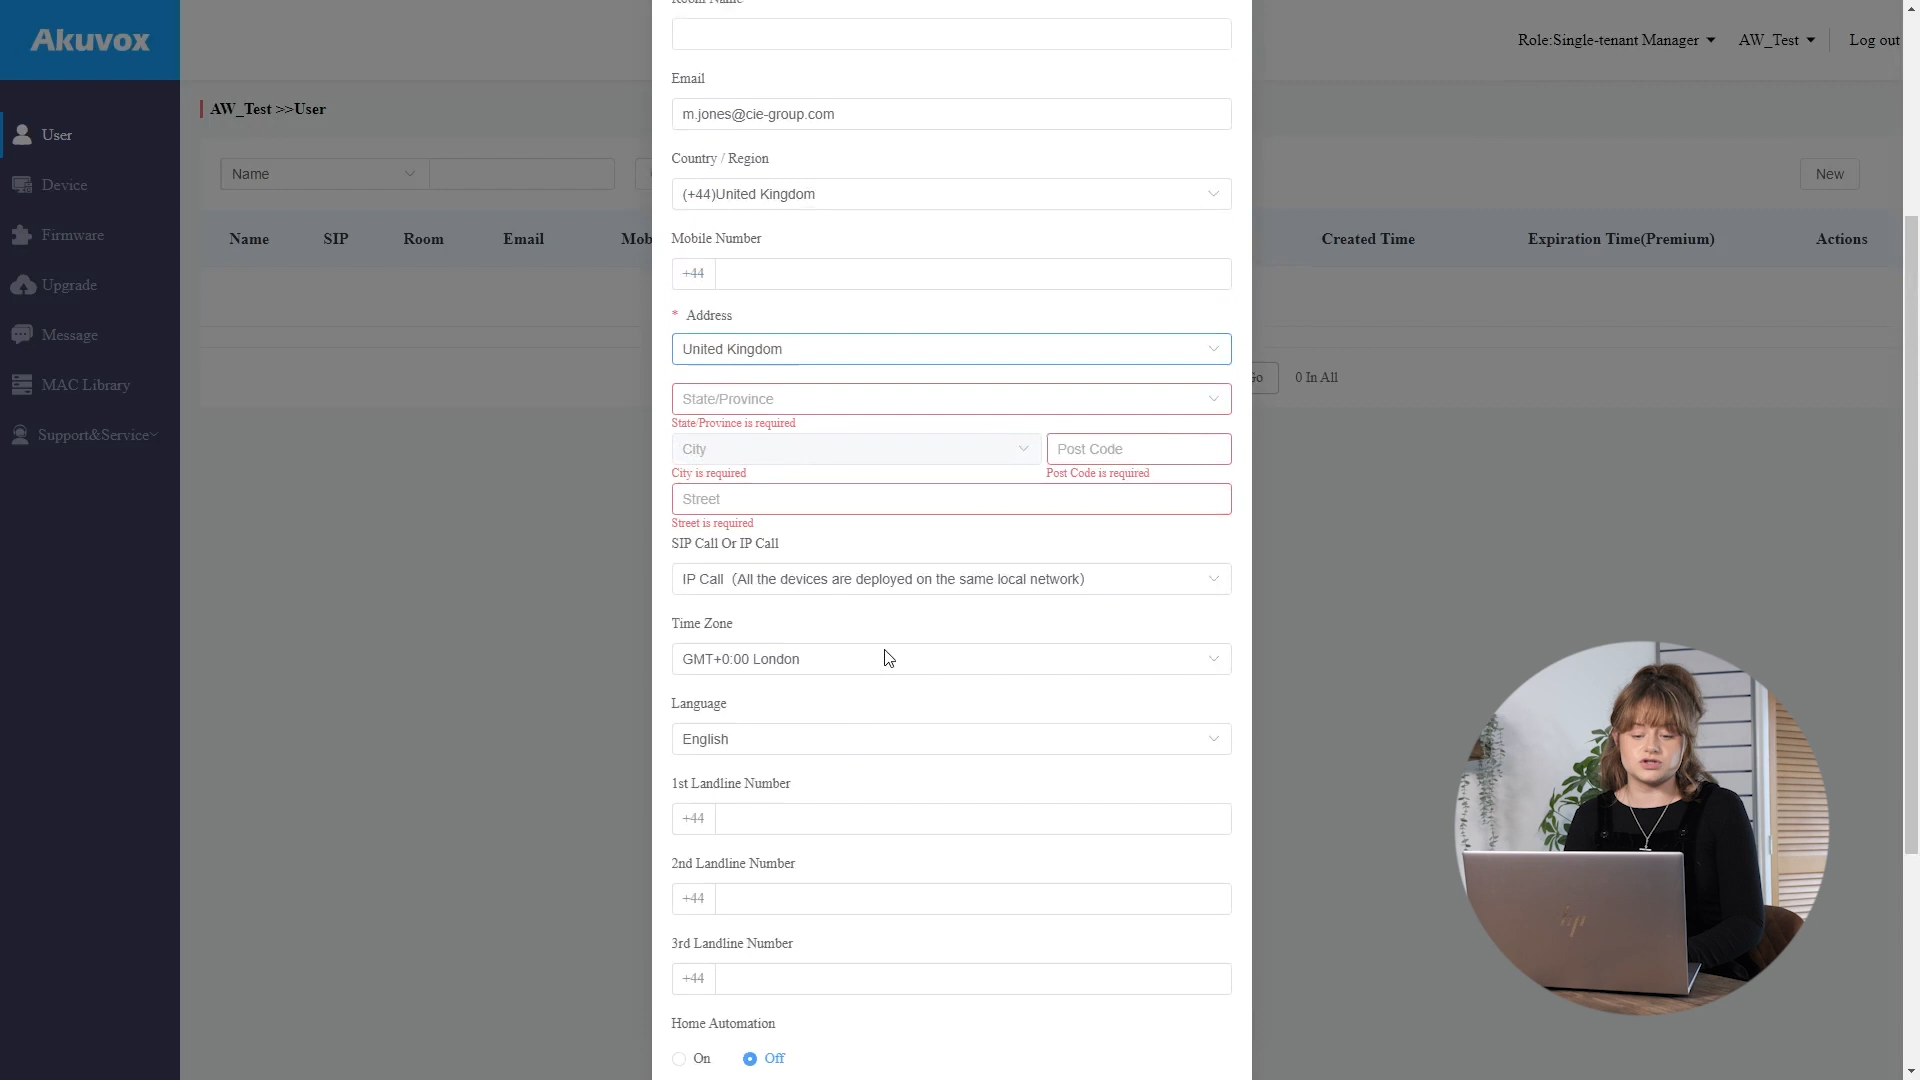 Akuvox
Role:Single-tenant Manager
AW_Test
Log out
User
Device
Firmware
Upgrade
Message
MAC Library
Support&Service
AW_Test >>User
Name
New
Name
SIP
Room
Email
Mob
Created Time
Expiration Time(Premium)
Actions
0 In All
Room Name
Email
m.jones@cie-group.com
Country / Region
(+44)United Kingdom
Mobile Number
+44
* Address
United Kingdom
State/Province
State/Province is required
City
Post Code
City is required
Post Code is required
Street
Street is required
SIP Call Or IP Call
IP Call（All the devices are deployed on the same local network）
Time Zone
GMT+0:00 London
Language
English
1st Landline Number
+44
2nd Landline Number
+44
3rd Landline Number
+44
Home Automation
On
Off
hp